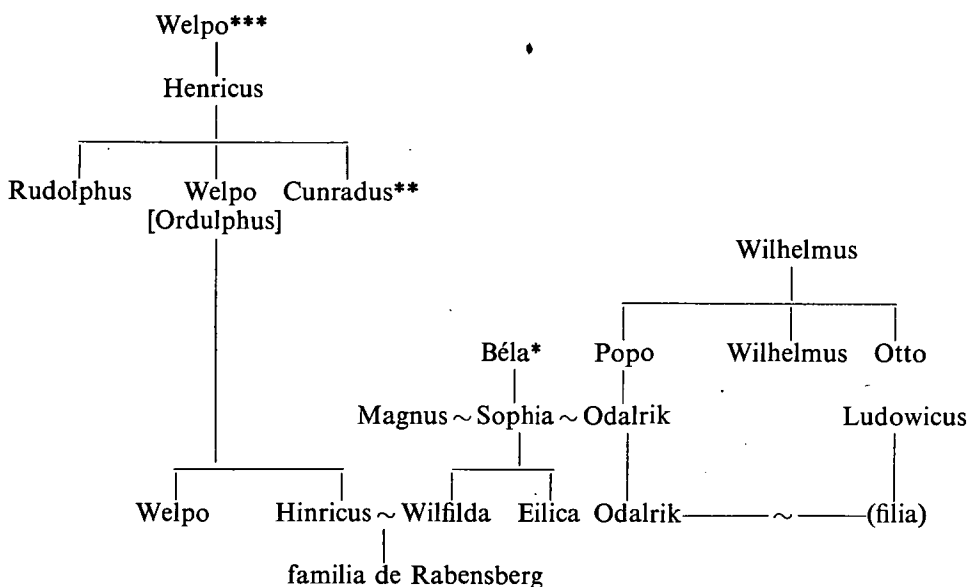 Welpo***
Henricus
Rudolphus Welpo Cunradus**
[Ordulphus]
Wilhelmus
Béla* Popo Wilhelmus Otto
Magnus ~ Sophia ~ Odalrik Ludowicus
Welpo Hinricus ~ Wilfilda Eilica Odalrik ~ (filia)
familia de Rabensberg